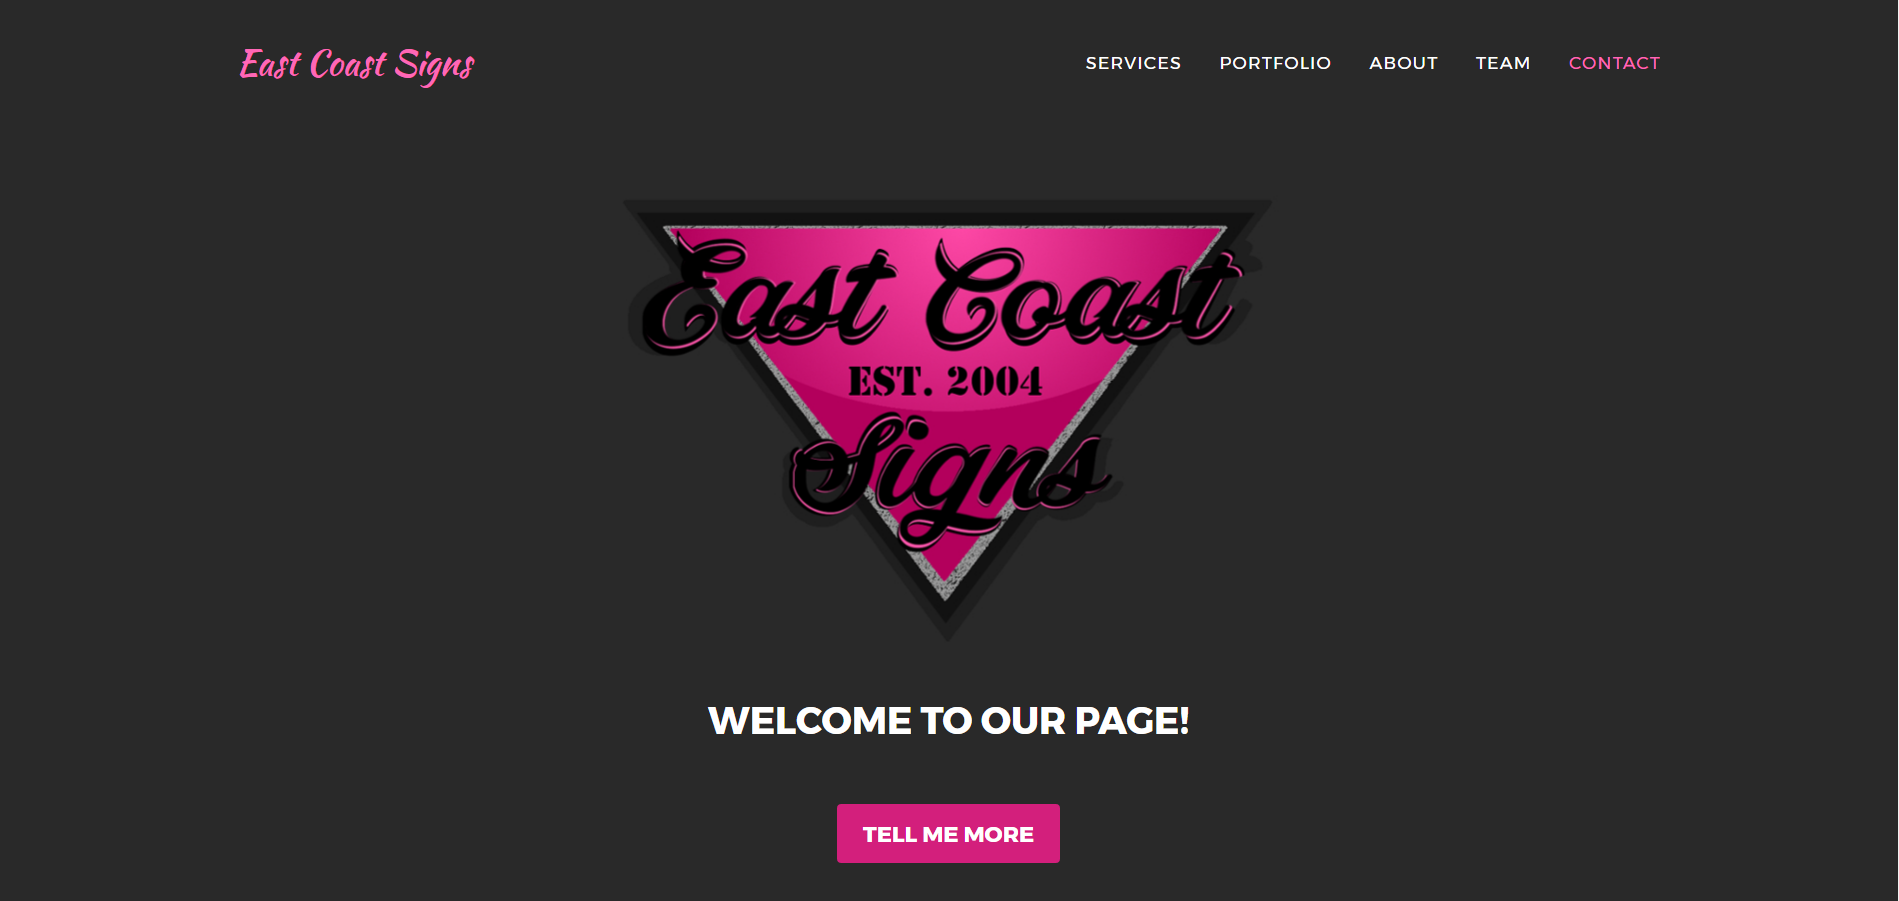 East Coast Signs
SERVICES PORTFOLIO ABOUT TEAM CONTACT
East Coast
EST. 2004
Signs
WELCOME TO OUR PAGE!
TELL ME MORE